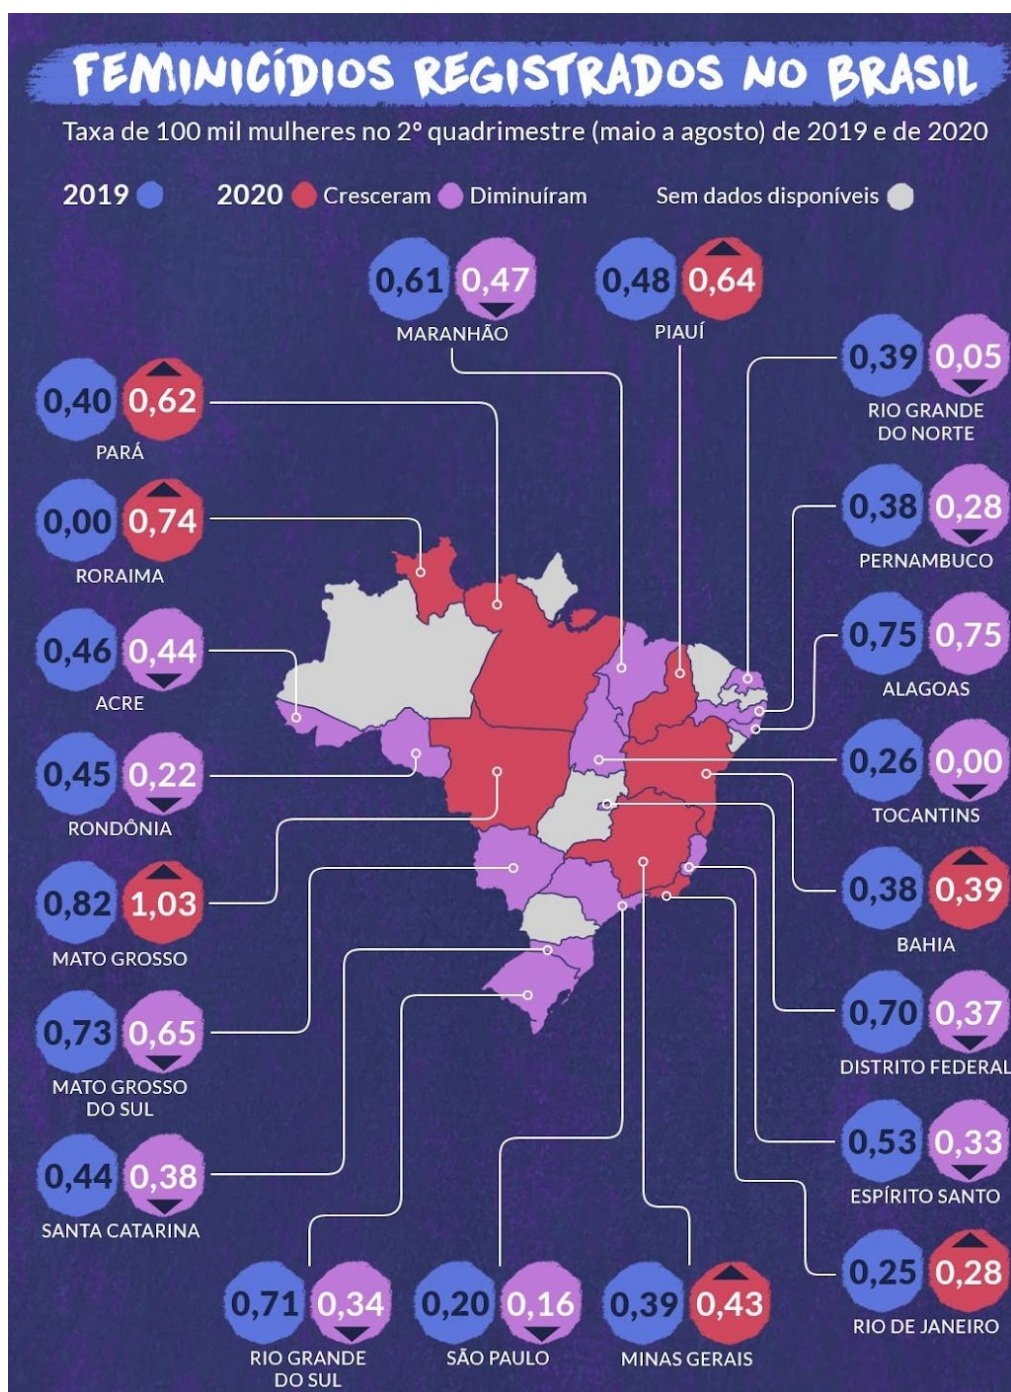 FEMINICÍDIOS REGISTRADOS NO BRASIL
Taxa de 100 mil mulheres no 2º quadrimestre (maio a agosto) de 2019 e de 2020
2019 2020 Cresceram Diminuíram Sem dados disponíveis
0,61 0,47
MARANHÃO
0,48 0,64
PIAUÍ
0,39 0,05
RIO GRANDE
DO NORTE
0,40 0,62
PARÁ
0,38 0,28
PERNAMBUCO
0,00 0,74
RORAIMA
0,75 0,75
ALAGOAS
0,46 0,44
ACRE
0,26 0,00
TOCANTINS
0,45 0,22
RONDÔNIA
0,38 0,39
BAHIA
0,82 1,03
MATO GROSSO
0,70 0,37
DISTRITO FEDERAL
0,73 0,65
MATO GROSSO
DO SUL
0,53 0,33
ESPÍRITO SANTO
0,44 0,38
SANTA CATARINA
0,25 0,28
RIO DE JANEIRO
0,71 0,34
RIO GRANDE
DO SUL
0,20 0,16
SÃO PAULO
0,39 0,43
MINAS GERAIS